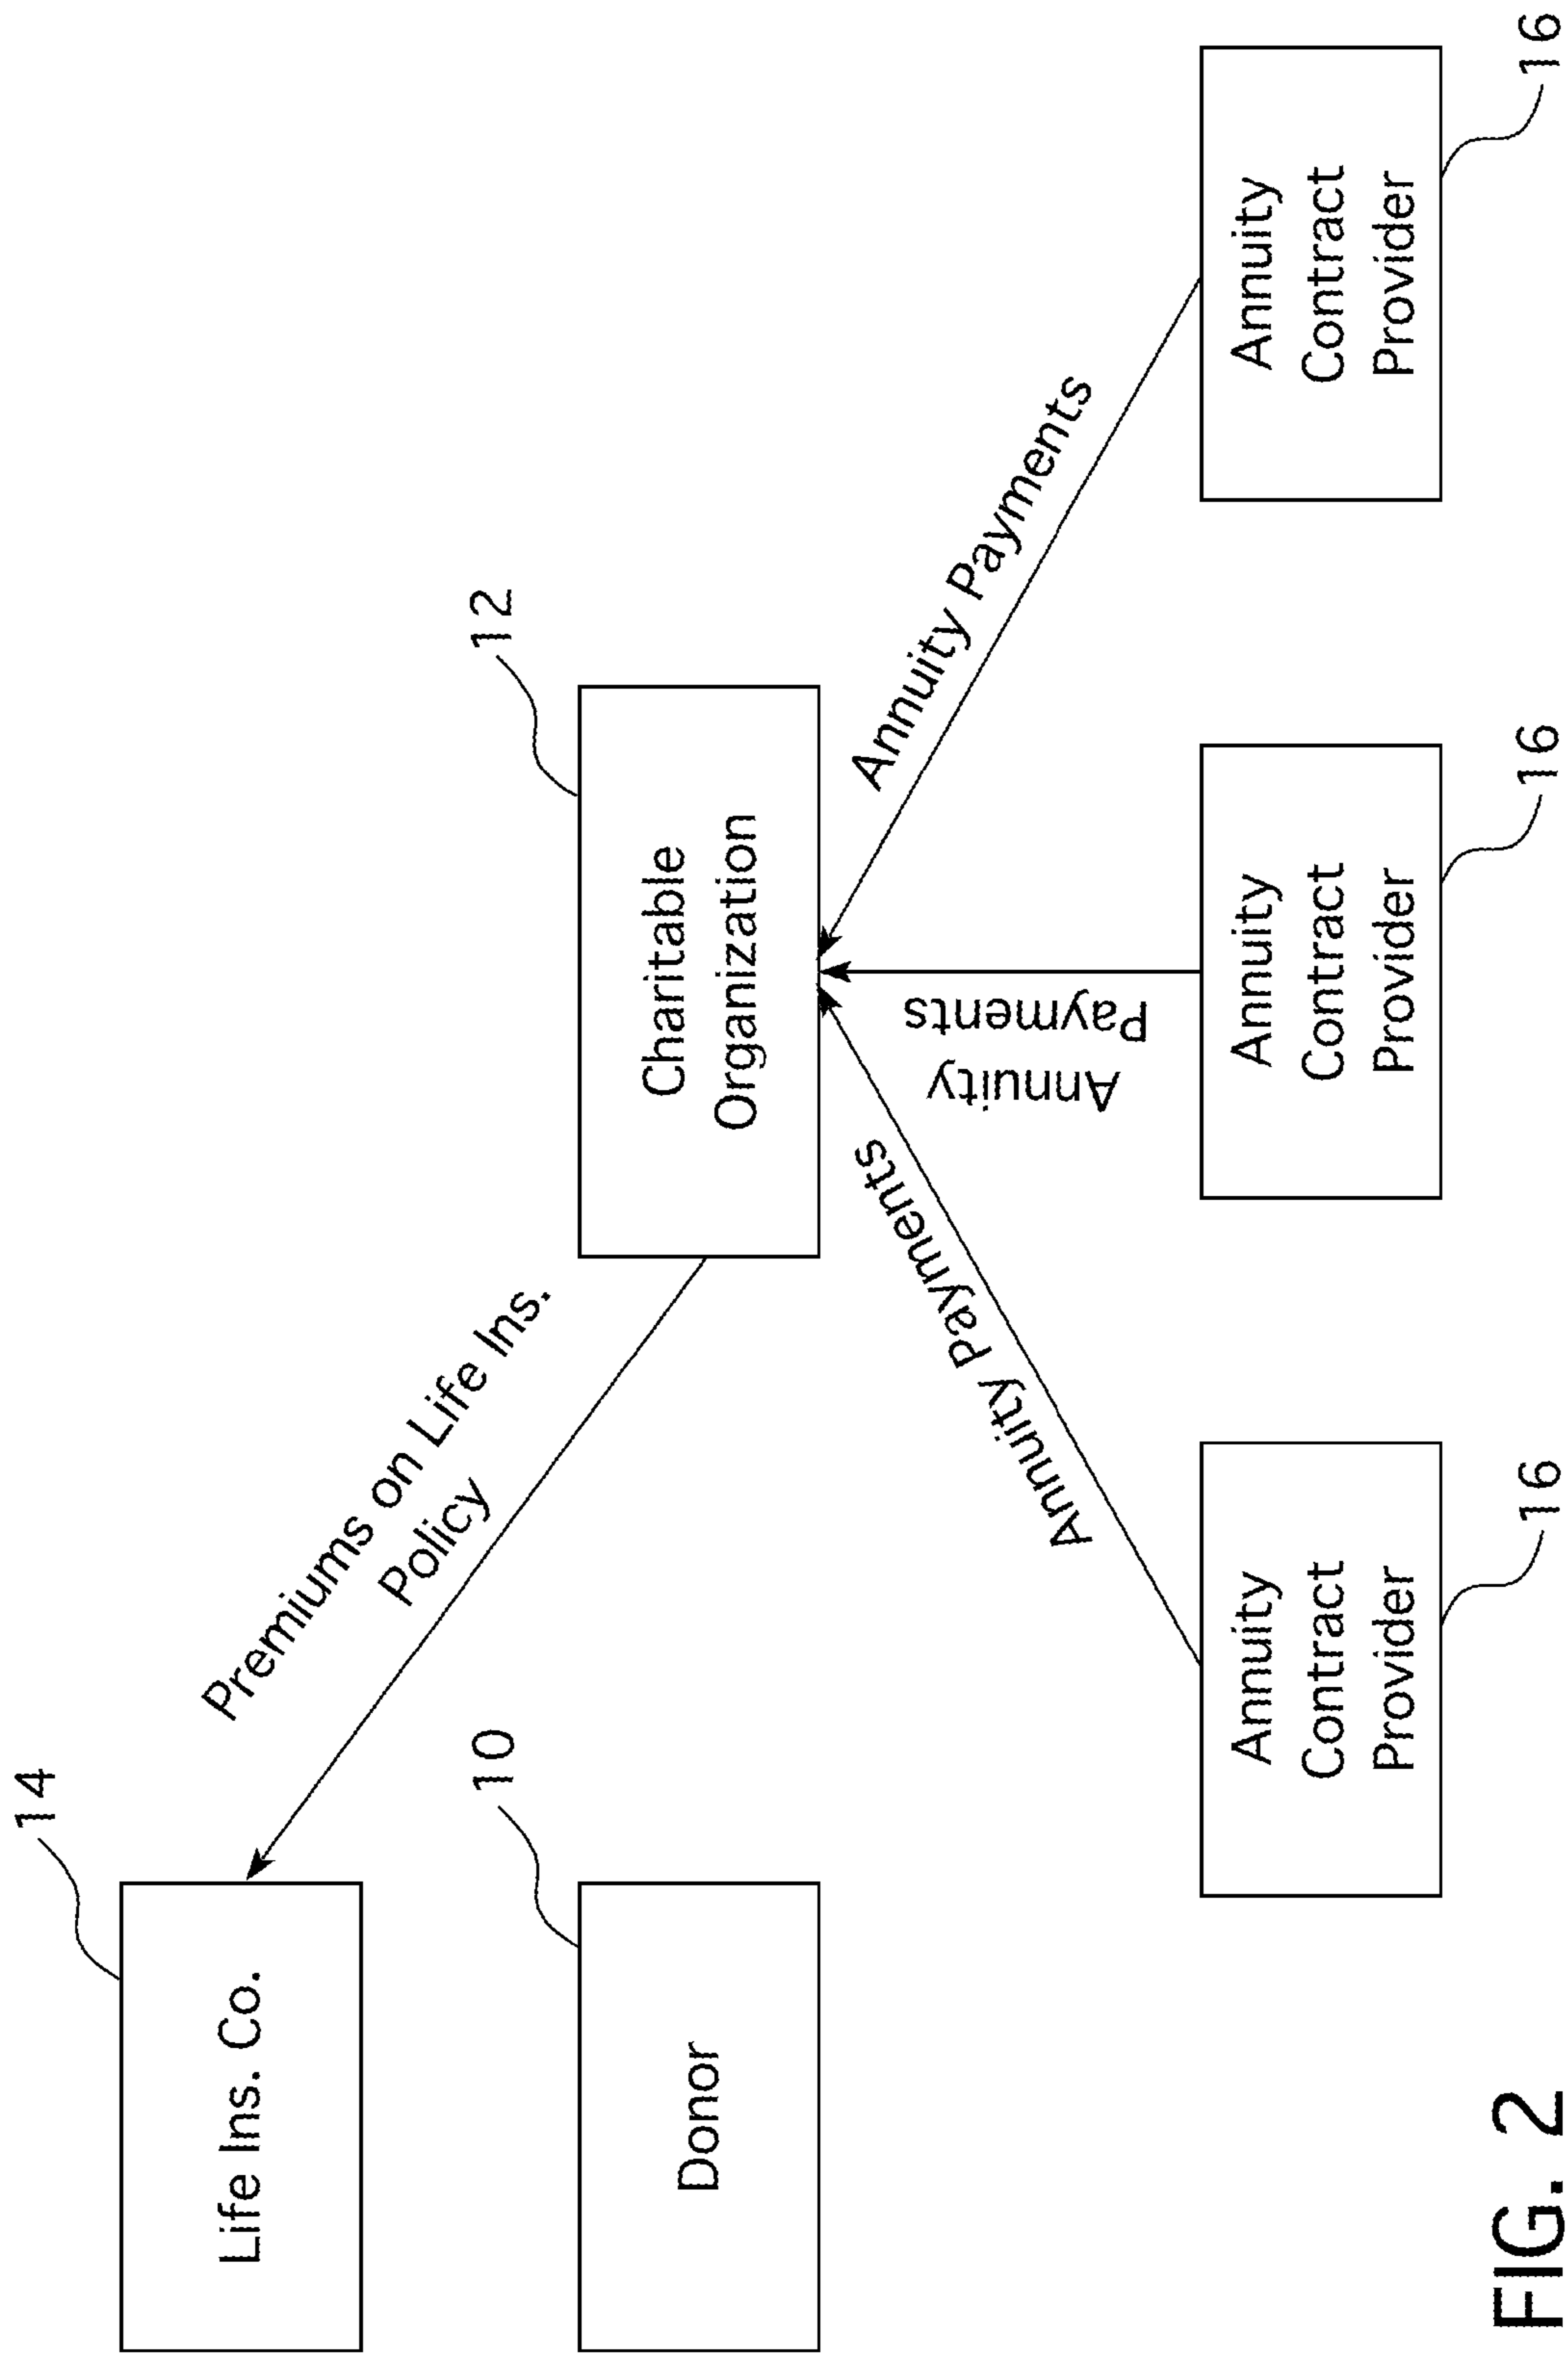 14
Life Ins. Co.
Premiums on Life Ins.
Policy
10
Donor
12
Charitable
Organization
Annuity Payments
Annuity
Payments
Annuity Payments
Annuity
Contract
Provider
16
Annuity
Contract
Provider
16
Annuity
Contract
Provider
16
FIG. 2